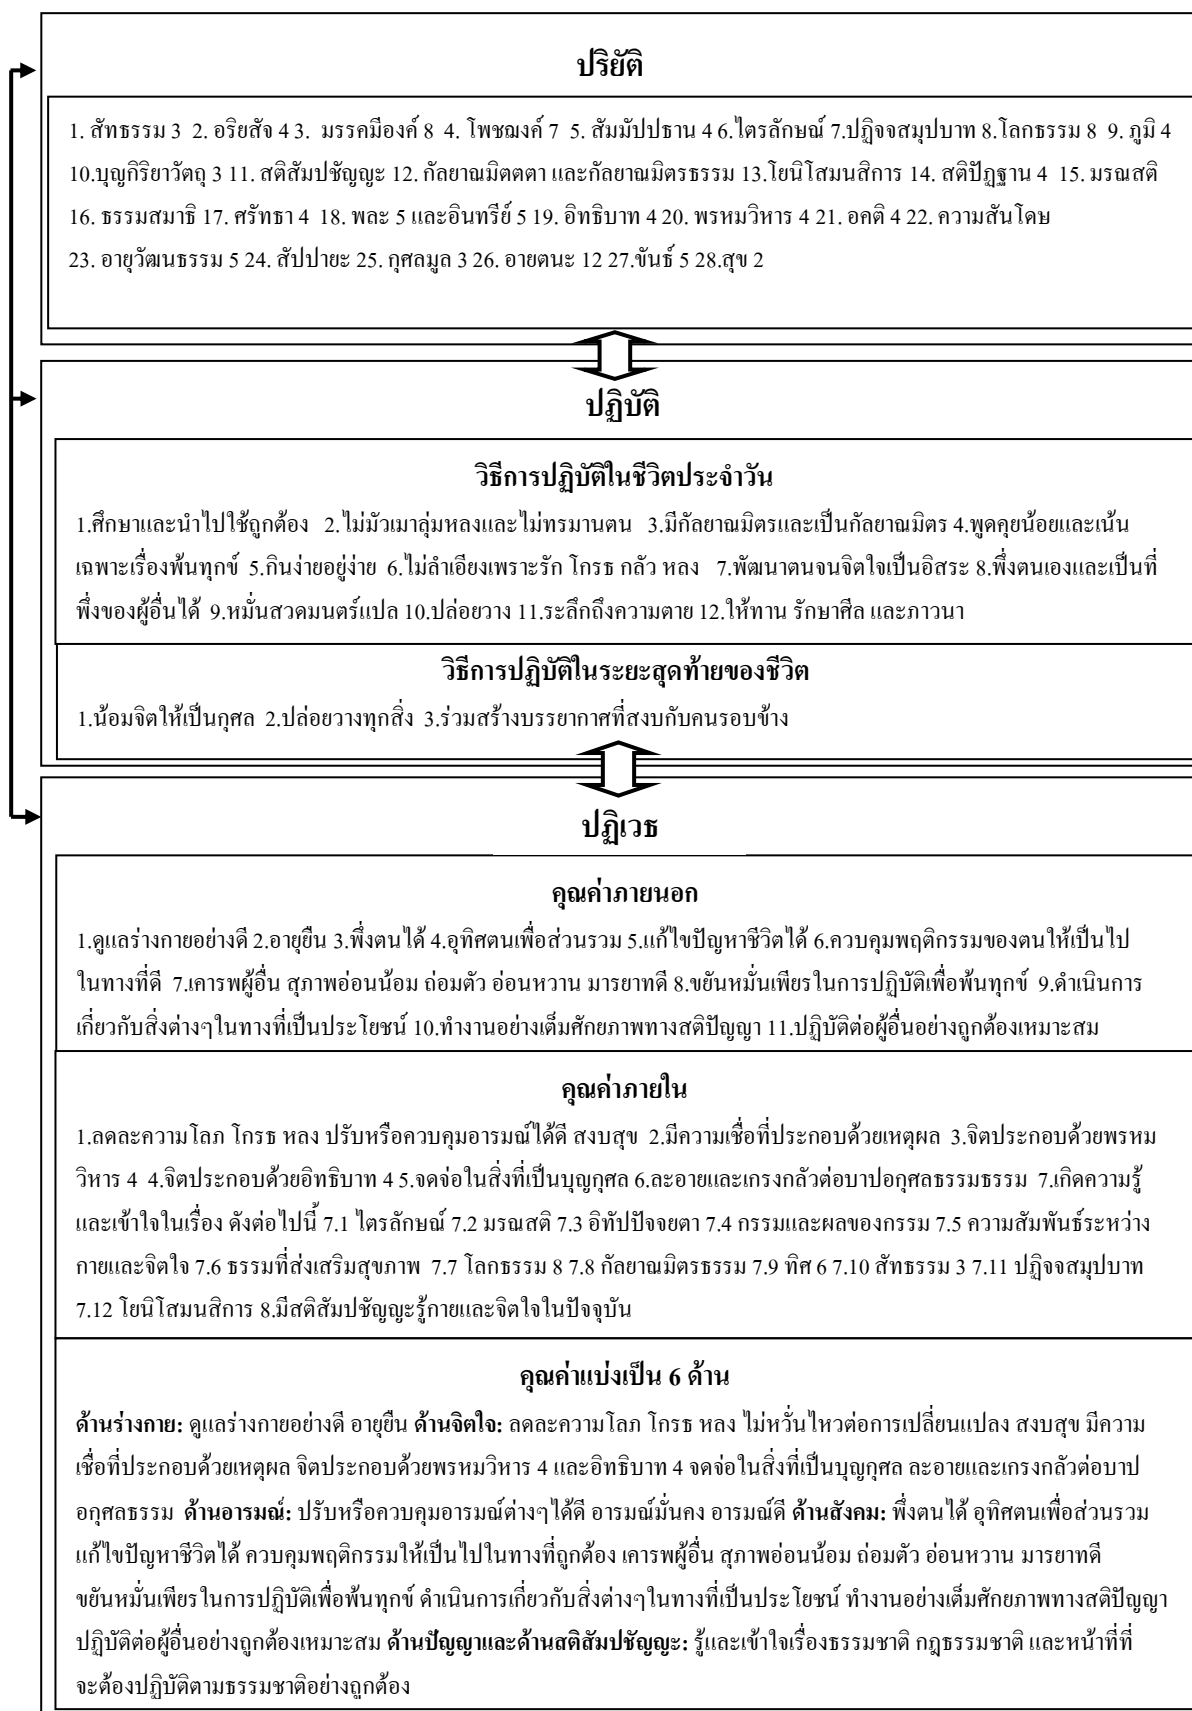 ปริยัติ
1. สัทธรรม 3 2. อริยสัจ 4 3. มรรคมีองค์ 8 4. โพชฌงค์ 7 5. สัมมัปปธาน 4 6.ไตรลักษณ์ 7.ปฏิจจสมุปบาท 8.โลกธรรม 8 9. ภูมิ 4
10.บุญกิริยาวัตถุ 3 11. สติสัมปชัญญะ 12. กัลยาณมิตตตา และกัลยาณมิตรธรรม 13.โยนิโสมนสิการ 14. สติปัฏฐาน 4 15. มรณสติ
16. ธรรมสมาธิ 17. ศรัทธา 4 18. พละ 5 และอินทรีย์ 5 19. อิทธิบาท 4 20. พรหมวิหาร 4 21. อคติ 4 22. ความสันโดษ
23. อายุวัฒนธรรม 5 24. สัปปายะ 25. กุศลมูล 3 26. อายตนะ 12 27.ขันธ์ 5 28.สุข 2
ปฏิบัติ
วิธีการปฏิบัติในชีวิตประจำวัน
1.ศึกษาและนำไปใช้ถูกต้อง 2.ไม่มัวเมาลุ่มหลงและไม่ทรมานตน 3.มีกัลยาณมิตรและเป็นกัลยาณมิตร 4.พูดคุยน้อยและเน้น
เฉพาะเรื่องพ้นทุกข์ 5.กินง่ายอยู่ง่าย 6.ไม่ลำเอียงเพราะรัก โกรธ กลัว หลง 7.พัฒนาตนจนจิตใจเป็นอิสระ 8.พึ่งตนเองและเป็นที่
พึ่งของผู้อื่นได้ 9.หมั่นสวดมนตร์แปล 10.ปล่อยวาง 11.ระลึกถึงความตาย 12.ให้ทาน รักษาศีล และภาวนา
วิธีการปฏิบัติในระยะสุดท้ายของชีวิต
1.น้อมจิตให้เป็นกุศล 2.ปล่อยวางทุกสิ่ง 3.ร่วมสร้างบรรยากาศที่สงบกับคนรอบข้าง
ปฏิเวธ
คุณค่าภายนอก
1.ดูแลร่างกายอย่างดี 2.อายุยืน 3.พึ่งตนได้ 4.อุทิศตนเพื่อส่วนรวม 5.แก้ไขปัญหาชีวิตได้ 6.ควบคุมพฤติกรรมของตนให้เป็นไป
ในทางที่ดี 7.เคารพผู้อื่น สุภาพอ่อนน้อม ถ่อมตัว อ่อนหวาน มารยาทดี 8.ขยันหมั่นเพียรในการปฏิบัติเพื่อพ้นทุกข์ 9.ดำเนินการ
เกี่ยวกับสิ่งต่างๆในทางที่เป็นประโยชน์ 10.ทำงานอย่างเต็มศักยภาพทางสติปัญญา 11.ปฏิบัติต่อผู้อื่นอย่างถูกต้องเหมาะสม
คุณค่าภายใน
1.ลดละความโลภ โกรธ หลง ปรับหรือควบคุมอารมณ์ได้ดี สงบสุข 2.มีความเชื่อที่ประกอบด้วยเหตุผล 3.จิตประกอบด้วยพรหม
วิหาร 4 4.จิตประกอบด้วยอิทธิบาท 4 5.จดจ่อในสิ่งที่เป็นบุญกุศล 6.ละอายและเกรงกลัวต่อบาปอกุศลธรรมธรรม 7.เกิดความรู้
และเข้าใจในเรื่อง ดังต่อไปนี้ 7.1 ไตรลักษณ์ 7.2 มรณสติ 7.3 อิทัปปัจจยตา 7.4 กรรมและผลของกรรม 7.5 ความสัมพันธ์ระหว่าง
กายและจิตใจ 7.6 ธรรมที่ส่งเสริมสุขภาพ 7.7 โลกธรรม 8 7.8 กัลยาณมิตรธรรม 7.9 ทิศ 6 7.10 สัทธรรม 3 7.11 ปฏิจจสมุปบาท
7.12 โยนิโสมนสิการ 8.มีสติสัมปชัญญะรู้กายและจิตใจในปัจจุบัน
คุณค่าแบ่งเป็น 6 ด้าน
ด้านร่างกาย: ดูแลร่างกายอย่างดี อายุยืน ด้านจิตใจ: ลดละความโลภ โกรธ หลง ไม่หวั่นไหวต่อการเปลี่ยนแปลง สงบสุข มีความ
เชื่อที่ประกอบด้วยเหตุผล จิตประกอบด้วยพรหมวิหาร 4 และอิทธิบาท 4 จดจ่อในสิ่งที่เป็นบุญกุศล ละอายและเกรงกลัวต่อบาป
อกุศลธรรม ด้านอารมณ์: ปรับหรือควบคุมอารมณ์ต่างๆได้ดี อารมณ์มั่นคง อารมณ์ดี ด้านสังคม: พึ่งตนได้ อุทิศตนเพื่อส่วนรวม
แก้ไขปัญหาชีวิตได้ ควบคุมพฤติกรรมให้เป็นไปในทางที่ถูกต้อง เคารพผู้อื่น สุภาพอ่อนน้อม ถ่อมตัว อ่อนหวาน มารยาทดี
ขยันหมั่นเพียรในการปฏิบัติเพื่อพ้นทุกข์ ดำเนินการเกี่ยวกับสิ่งต่างๆในทางที่เป็นประโยชน์ ทำงานอย่างเต็มศักยภาพทางสติปัญญา
ปฏิบัติต่อผู้อื่นอย่างถูกต้องเหมาะสม ด้านปัญญาและด้านสติสัมปชัญญะ: รู้และเข้าใจเรื่องธรรมชาติ กฎธรรมชาติ และหน้าที่ที่
จะต้องปฏิบัติตามธรรมชาติอย่างถูกต้อง